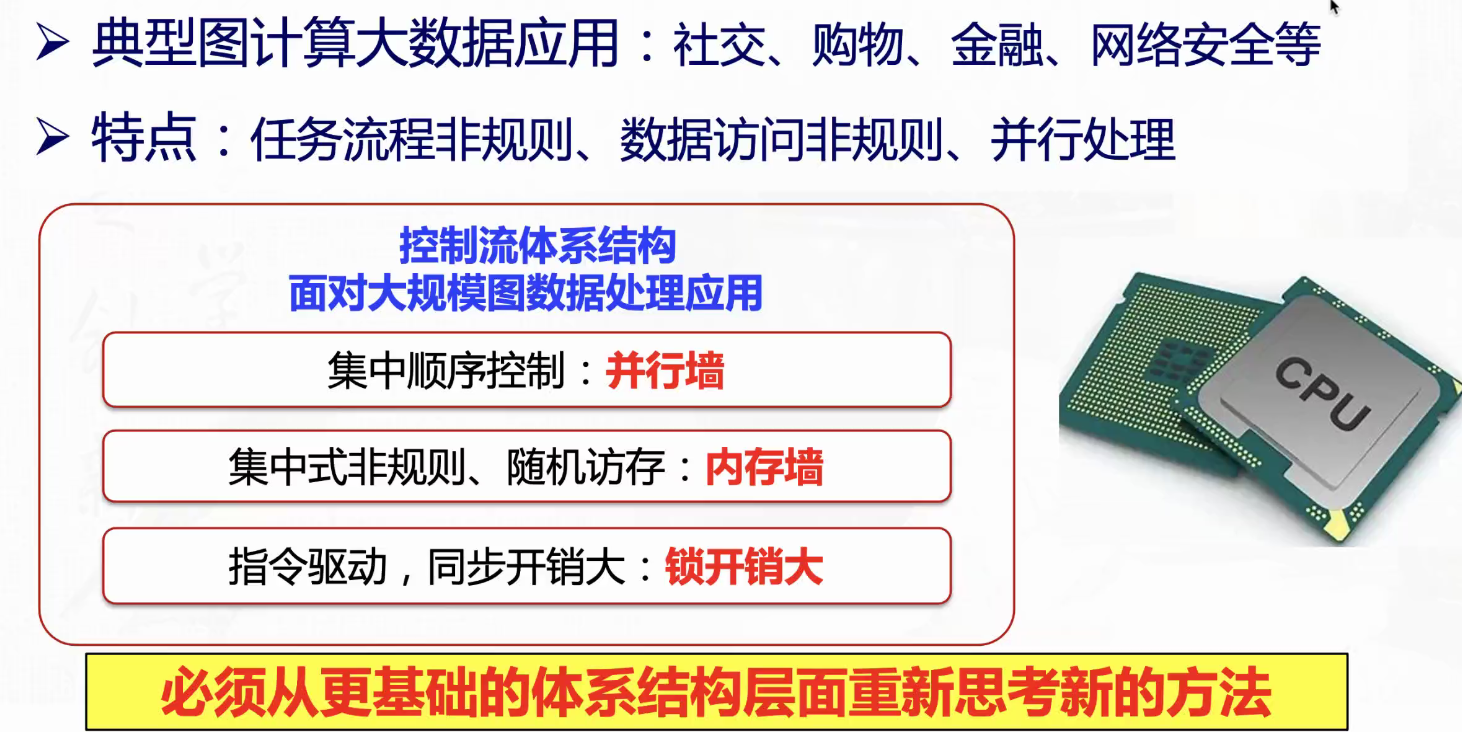 典型图计算大数据应用：社交、购物、金融、网络安全等
特点：任务流程非规则、数据访问非规则、并行处理
控制流体系结构
面对大规模图数据处理应用
集中顺序控制：并行墙
集中式非规则、随机访存：内存墙
指令驱动，同步开销大：锁开销大
CPU
必须从更基础的体系结构层面重新思考新的方法